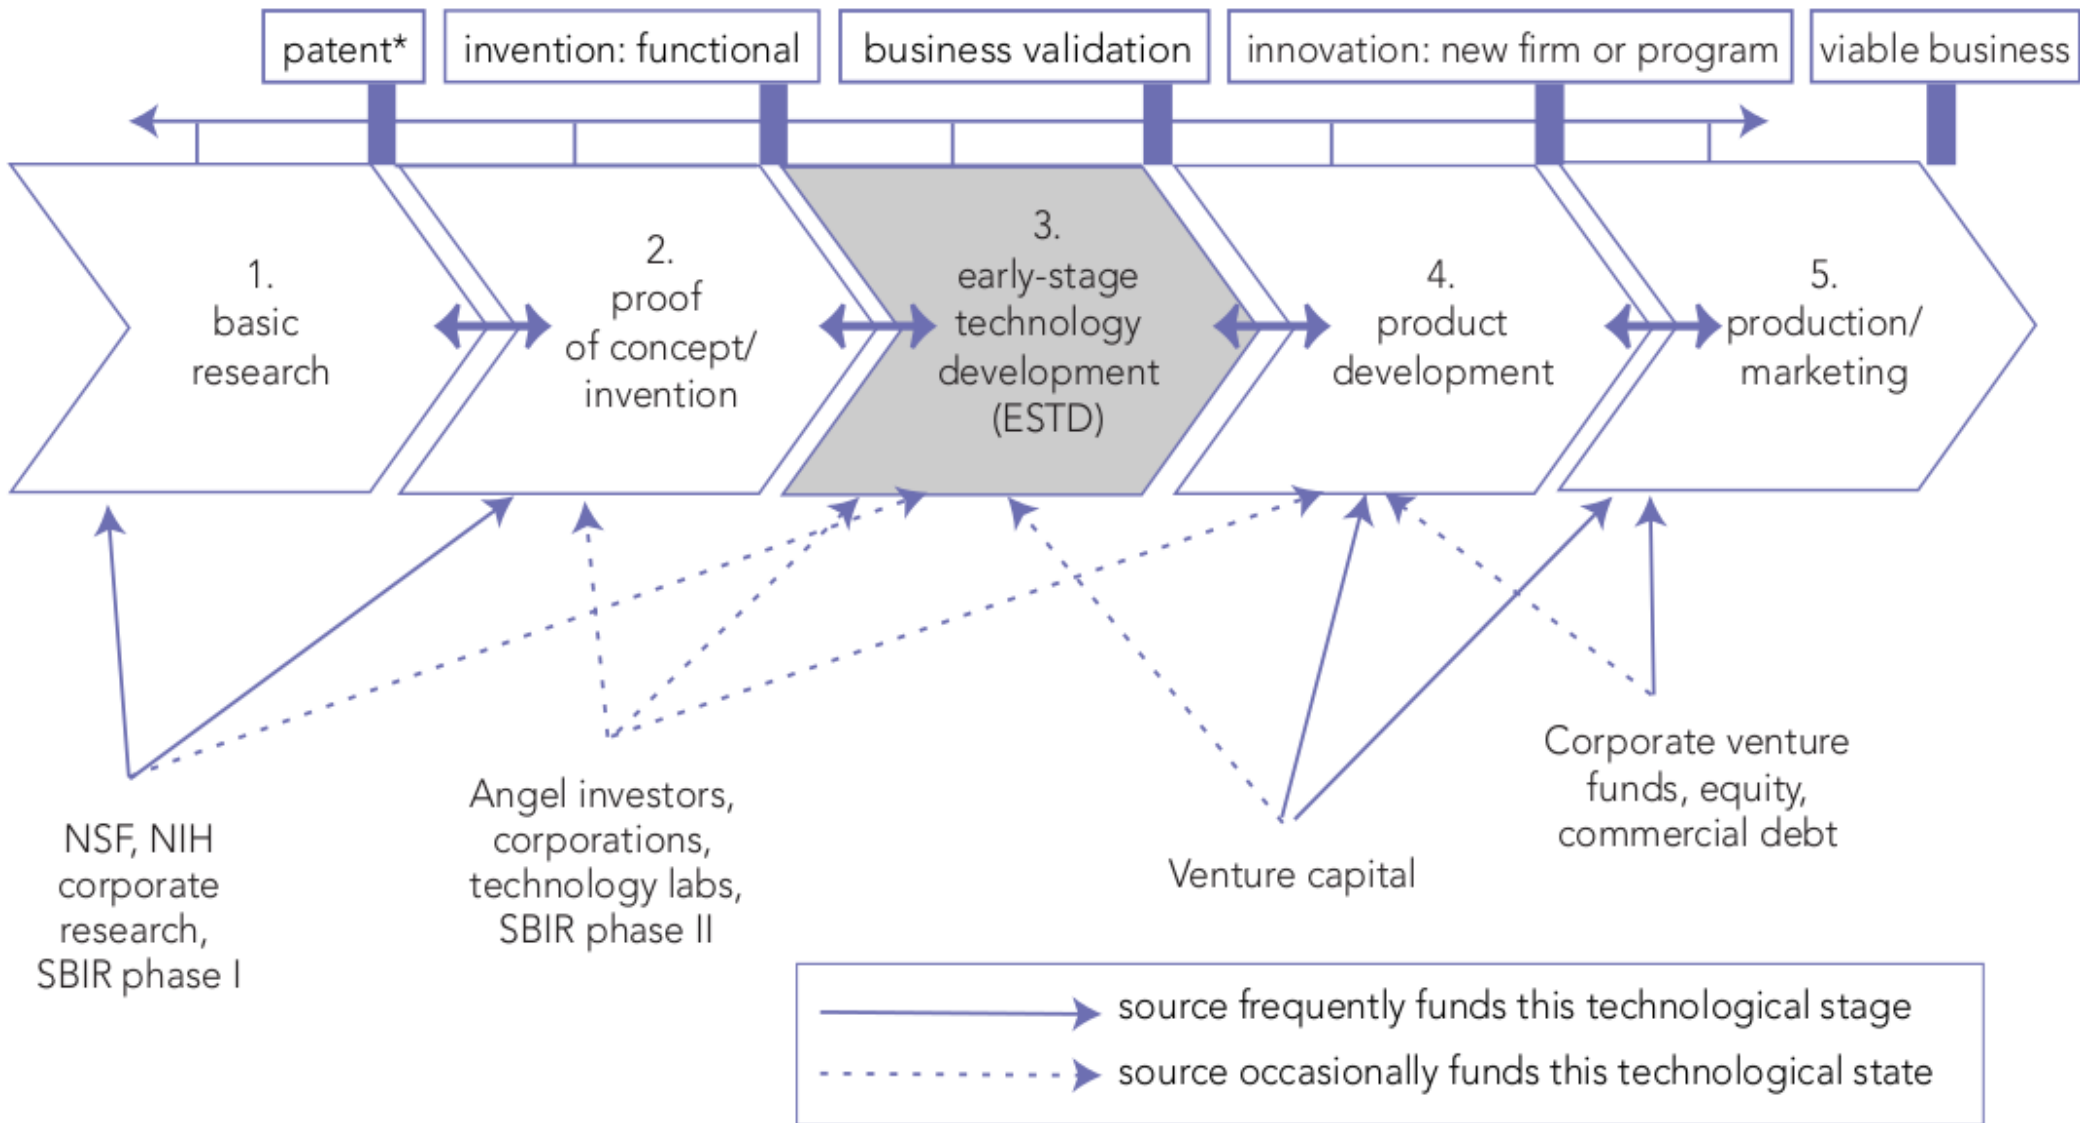 patent*
invention: functional
business validation
innovation: new firm or program
viable business
1.
basic
research
2.
proof
of concept/
invention
3.
early-stage
technology
development
(ESTD)
4.
product
development
5.
production/
marketing
NSF, NIH
corporate
research,
SBIR phase I
Angel investors,
corporations,
technology labs,
SBIR phase II
Venture capital
Corporate venture
funds, equity,
commercial debt
source frequently funds this technological stage
source occasionally funds this technological state